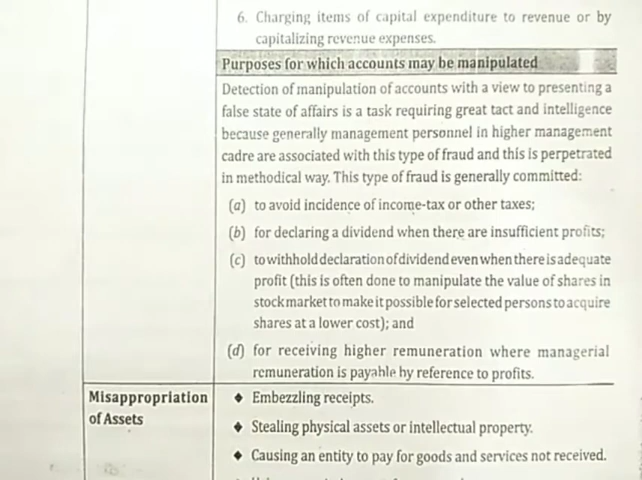 6. Charging items of capital expenditure to revenue or by
capitalizing revenue expenses.
Purposes for which accounts may be manipulated
Detection of manipulation of accounts with a view to presenting a
false state of affairs is a task requiring great tact and intelligence
because generally management personnel in higher management
cadre are associated with this type of fraud and this is perpetrated
in methodical way. This type of fraud is generally committed:
(a) to avoid incidence of income-tax or other taxes;
(b) for declaring a dividend when there are insufficient profits;
(c) to withhold declaration of dividend even when there is adequate
profit (this is often done to manipulate the value of shares in
stock market to make it possible for selected persons to acquire
shares at a lower cost); and
(d) for receiving higher remuneration where managerial
remuneration is payable by reference to profits.
Misappropriation
of Assets
♦ Embezzling receipts.
♦ Stealing physical assets or intellectual property.
♦ Causing an entity to pay for goods and services not received.